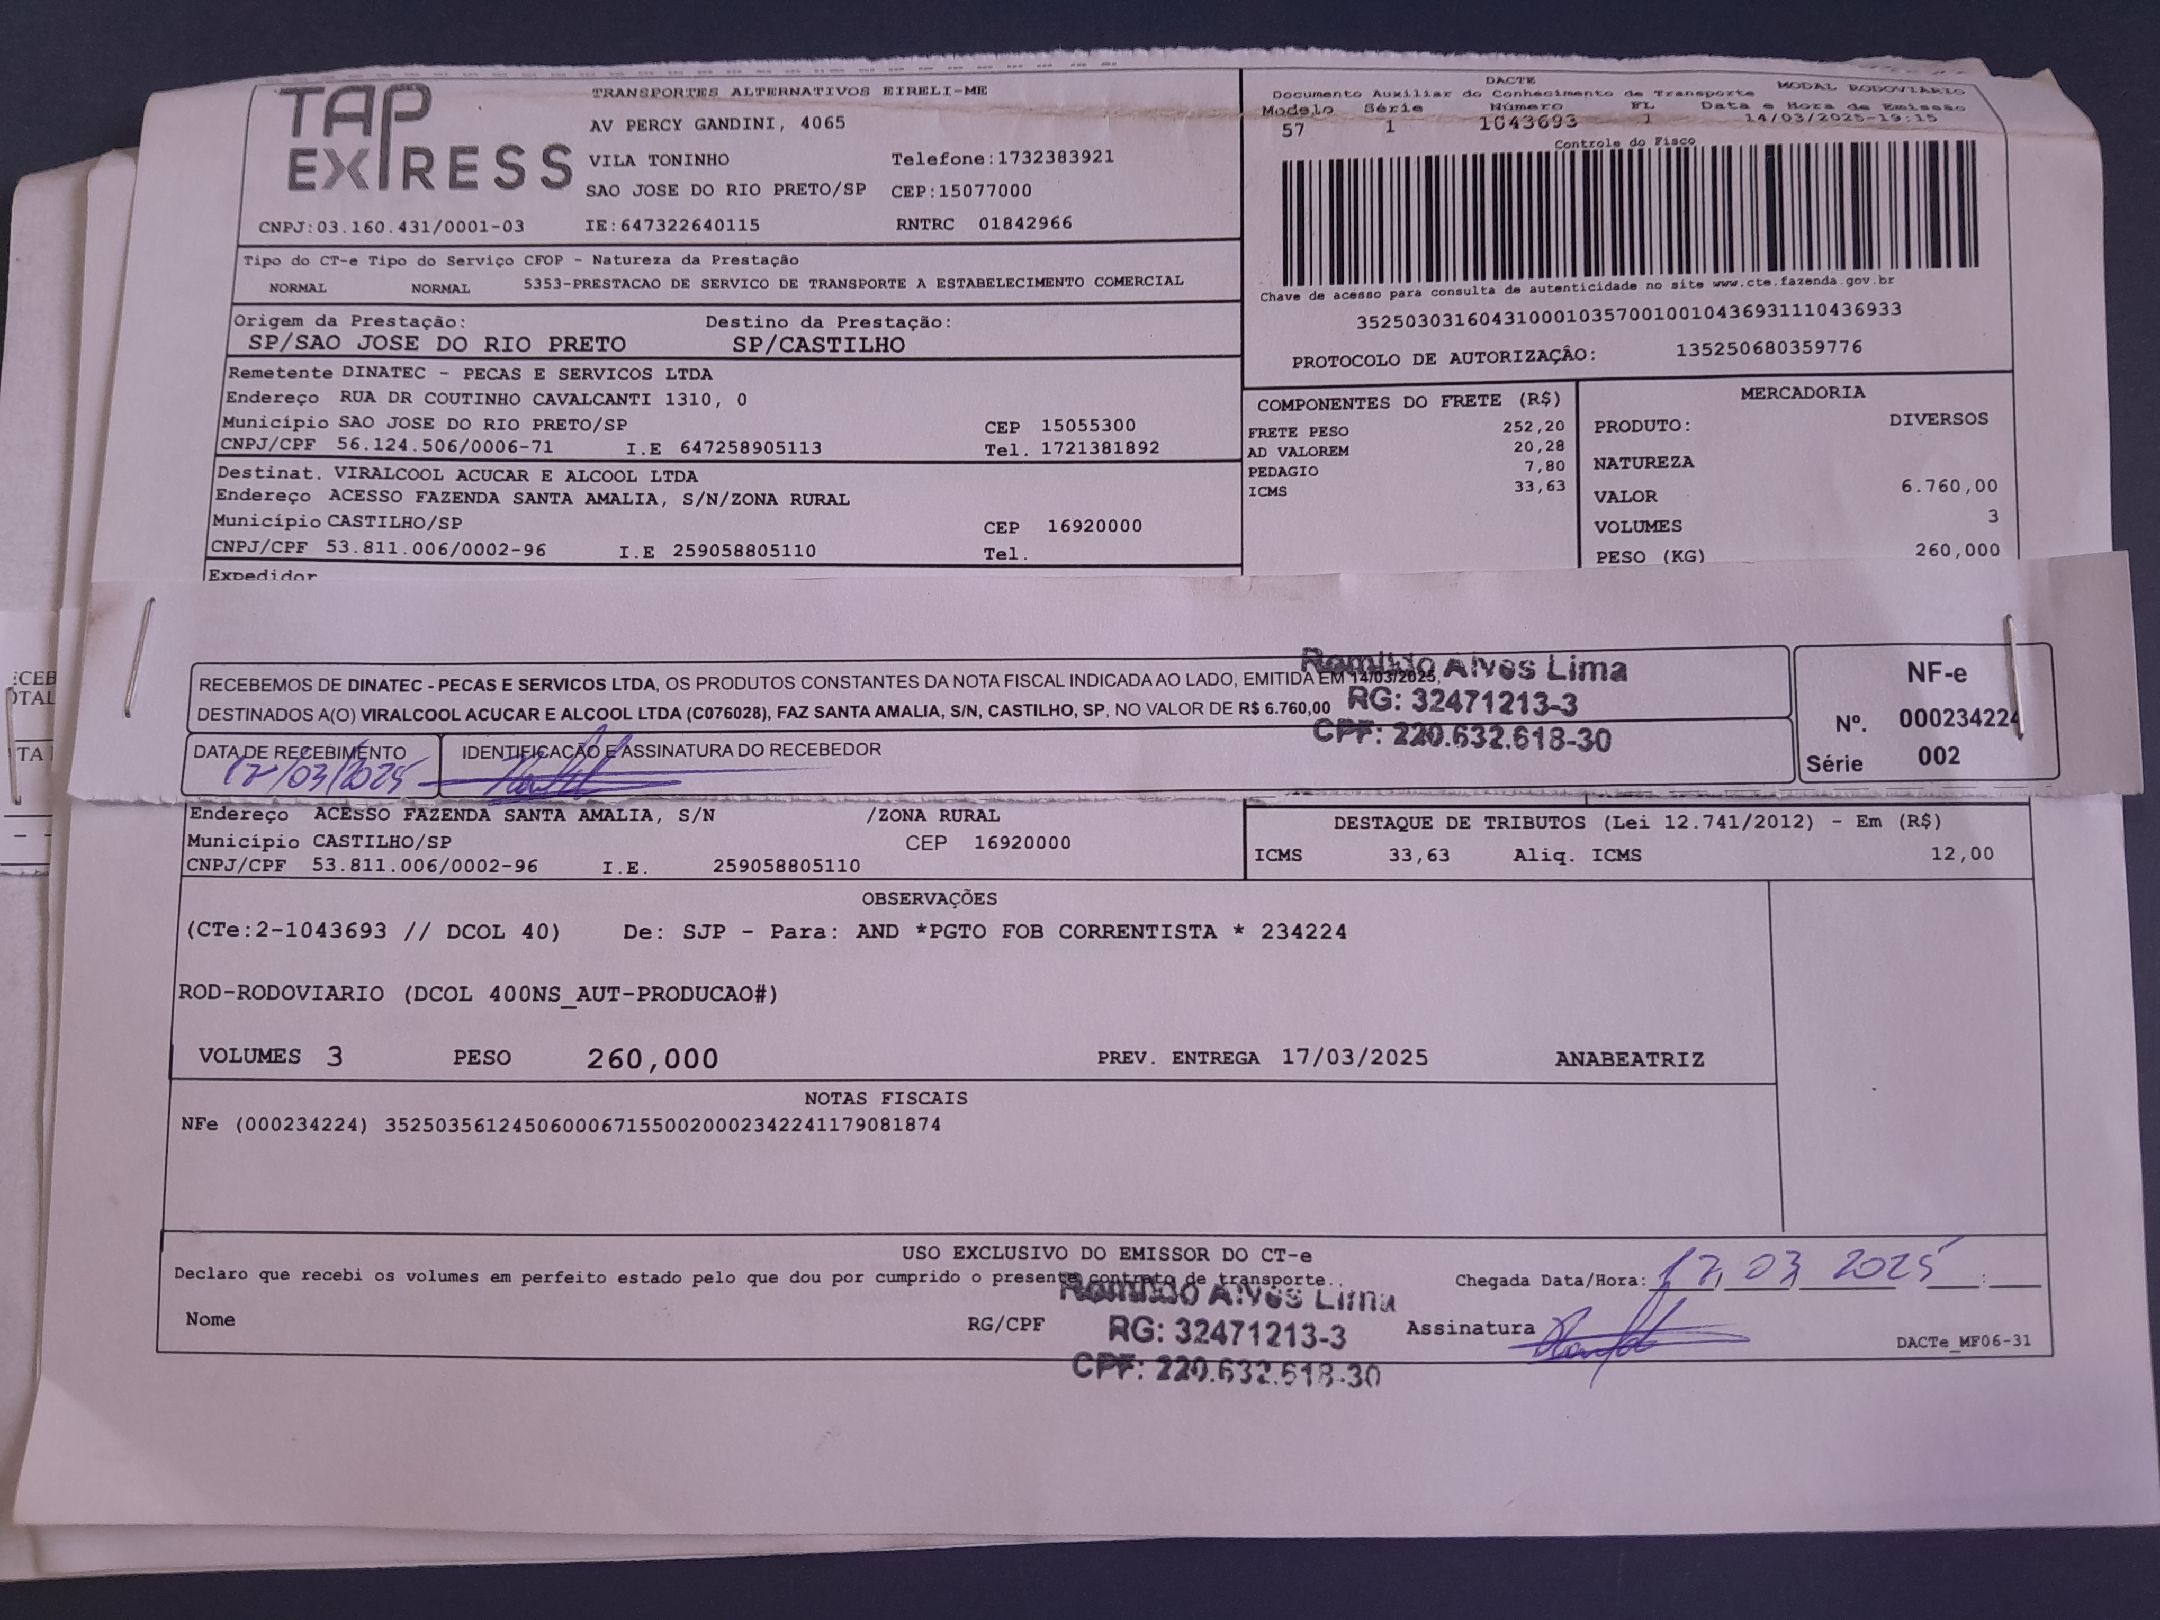 TAP EXPRESS
TRANSPORTES ALTERNATIVOS EIRELI-ME
AV PERCY GANDINI, 4065
VILA TONINHO Telefone:1732383921
SAO JOSE DO RIO PRETO/SP CEP:15077000
CNPJ:03.160.431/0001-03 IE:647322640115 RNTRC 01842966
DACTE MODAL RODOVIARIO
Documento Auxiliar do Conhecimento de Transporte
Modelo Série Número FL Data e Hora de Emissão
57 1 1043693 1 14/03/2025-19:15
Controle do Fisco
Chave de acesso para consulta de autenticidade no site www.cte.fazenda.gov.br
35250303160431000103570010010436931110436933
PROTOCOLO DE AUTORIZAÇÃO: 135250680359776
Tipo do CT-e Tipo do Serviço CFOP - Natureza da Prestação
NORMAL NORMAL 5353-PRESTACAO DE SERVICO DE TRANSPORTE A ESTABELECIMENTO COMERCIAL
Origem da Prestação: Destino da Prestação:
SP/SAO JOSE DO RIO PRETO SP/CASTILHO
Remetente DINATEC - PECAS E SERVICOS LTDA
Endereço RUA DR COUTINHO CAVALCANTI 1310, 0
Município SAO JOSE DO RIO PRETO/SP CEP 15055300
CNPJ/CPF 56.124.506/0006-71 I.E 647258905113 Tel. 1721381892
Destinat. VIRALCOOL ACUCAR E ALCOOL LTDA
Endereço ACESSO FAZENDA SANTA AMALIA, S/N/ZONA RURAL
Município CASTILHO/SP CEP 16920000
CNPJ/CPF 53.811.006/0002-96 I.E 259058805110 Tel.
Expedidor
COMPONENTES DO FRETE (R$)
FRETE PESO 252,20
AD VALOREM 20,28
PEDAGIO 7,80
ICMS 33,63
MERCADORIA
PRODUTO: DIVERSOS
NATUREZA
VALOR 6.760,00
VOLUMES 3
PESO (KG) 260,000
RECEBEMOS DE DINATEC - PECAS E SERVICOS LTDA, OS PRODUTOS CONSTANTES DA NOTA FISCAL INDICADA AO LADO, EMITIDA EM 14/03/2025,
DESTINADOS A(O) VIRALCOOL ACUCAR E ALCOOL LTDA (C076028), FAZ SANTA AMALIA, S/N, CASTILHO, SP, NO VALOR DE R$ 6.760,00
Romildo Alves Lima
RG: 32471213-3
CPF: 220.632.618-30
DATA DE RECEBIMENTO IDENTIFICAÇÃO E ASSINATURA DO RECEBEDOR
17/03/2025
NF-e
Nº. 000234224
Série 002
Endereço ACESSO FAZENDA SANTA AMALIA, S/N /ZONA RURAL
Município CASTILHO/SP CEP 16920000
CNPJ/CPF 53.811.006/0002-96 I.E. 259058805110
DESTAQUE DE TRIBUTOS (Lei 12.741/2012) - Em (R$)
ICMS 33,63 Aliq. ICMS 12,00
OBSERVAÇÕES
(CTe:2-1043693 // DCOL 40) De: SJP - Para: AND *PGTO FOB CORRENTISTA * 234224
ROD-RODOVIARIO (DCOL 400NS_AUT-PRODUCAO#)
VOLUMES 3 PESO 260,000 PREV. ENTREGA 17/03/2025 ANABEATRIZ
NOTAS FISCAIS
NFe (000234224) 35250356124506000671550020002342241179081874
USO EXCLUSIVO DO EMISSOR DO CT-e
Declaro que recebi os volumes em perfeito estado pelo que dou por cumprido o presente contrato de transporte.
Chegada Data/Hora: 17 03 2025 :
Nome RG/CPF Assinatura
Romildo Alves Lima
RG: 32471213-3
CPF: 220.632.618-30
DACTe_MF06-31